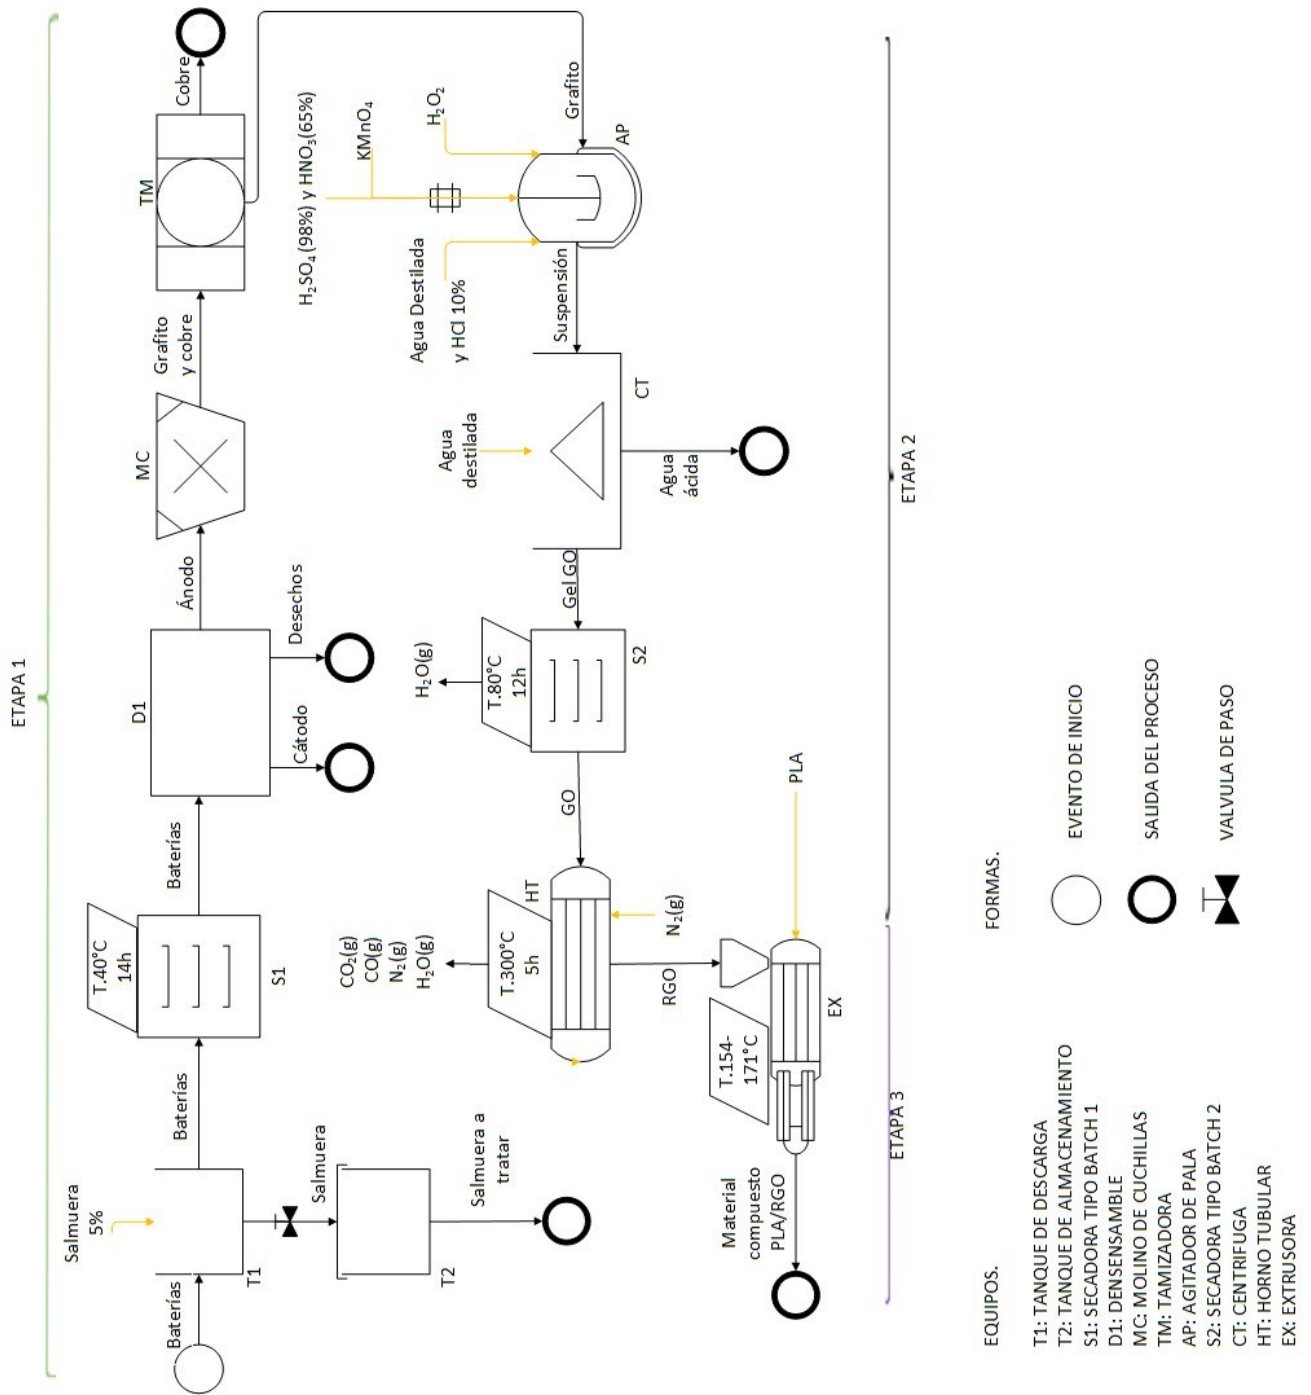 ETAPA 1
Salmuera
5%
Baterías
T1
Salmuera
T2
Salmuera a
tratar
Baterías
T.40°C
14h
S1
Baterías
D1
Cátodo
Desechos
Ánodo
MC
Grafito
y cobre
TM
Cobre
Grafito
H₂SO₄(98%) y HNO₃(65%)
KMnO₄
H₂O₂
Agua Destilada
y HCl 10%
AP
Suspensión
Agua
destilada
CT
Agua
ácida
Gel GO
H₂O(g)
T.80°C
12h
S2
GO
CO₂(g)
CO(g)
N₂(g)
H₂O(g)
T.300°C
5h
HT
N₂(g)
RGO
PLA
T.154-
171°C
EX
Material
compuesto
PLA/RGO
ETAPA 3
ETAPA 2
EQUIPOS.
T1: TANQUE DE DESCARGA
T2: TANQUE DE ALMACENAMIENTO
S1: SECADORA TIPO BATCH 1
D1: DENSENSAMBLE
MC: MOLINO DE CUCHILLAS
TM: TAMIZADORA
AP: AGITADOR DE PALA
S2: SECADORA TIPO BATCH 2
CT: CENTRIFUGA
HT: HORNO TUBULAR
EX: EXTRUSORA
FORMAS.
EVENTO DE INICIO
SALIDA DEL PROCESO
VALVULA DE PASO